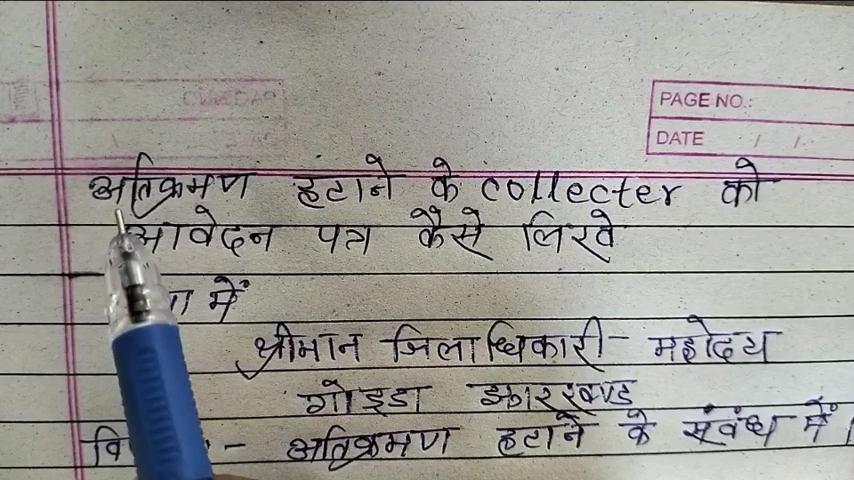 PAGE NO.:
DATE / /
अतिक्रमण हटाने के collecter को
आवेदन पत्र कैसे लिखे
में
श्रीमान जिलाधिकारी - महोदय
गोड्डा झारखण्ड
वि - अतिक्रमण हटाने के संबंध में।